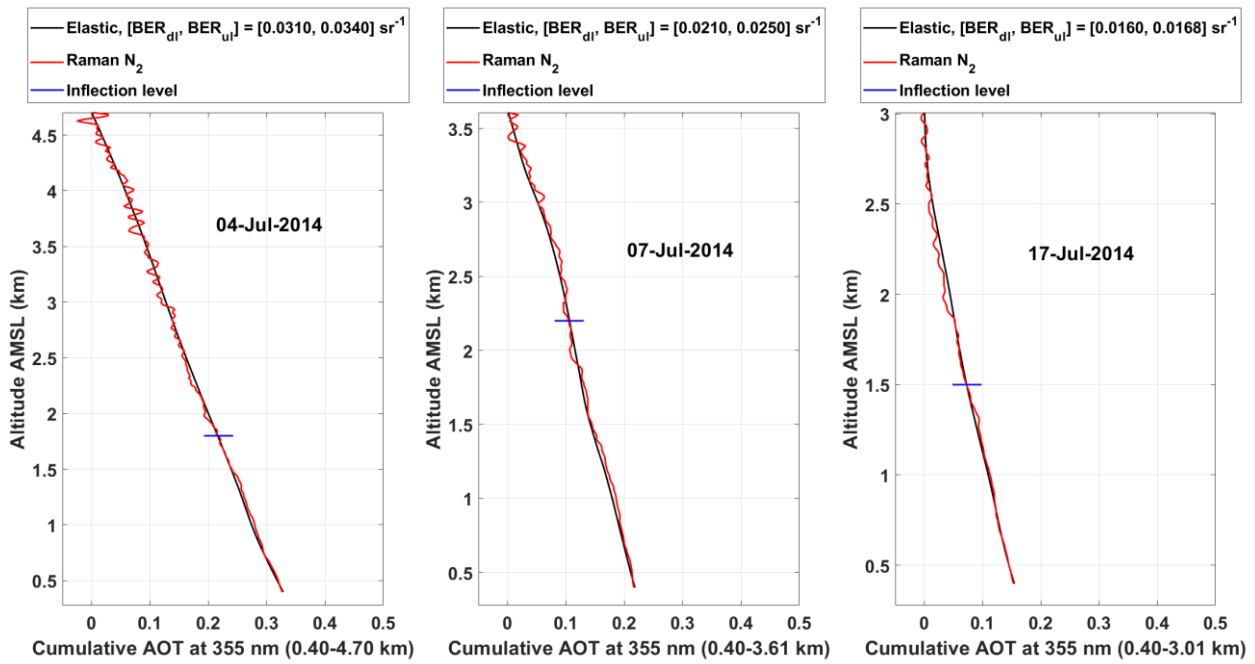 Elastic, [BER_dl, BER_ul] = [0.0310, 0.0340] sr^-1
Raman N_2
Inflection level
4.5
4
3.5
3
2.5
2
1.5
1
0.5
Altitude AMSL (km)
04-Jul-2014
0
0.1
0.2
0.3
0.4
0.5
Cumulative AOT at 355 nm (0.40-4.70 km)
Elastic, [BER_dl, BER_ul] = [0.0210, 0.0250] sr^-1
Raman N_2
Inflection level
3.5
3
2.5
2
1.5
1
0.5
Altitude AMSL (km)
07-Jul-2014
0
0.1
0.2
0.3
0.4
0.5
Cumulative AOT at 355 nm (0.40-3.61 km)
Elastic, [BER_dl, BER_ul] = [0.0160, 0.0168] sr^-1
Raman N_2
Inflection level
3
2.5
2
1.5
1
0.5
Altitude AMSL (km)
17-Jul-2014
0
0.1
0.2
0.3
0.4
0.5
Cumulative AOT at 355 nm (0.40-3.01 km)